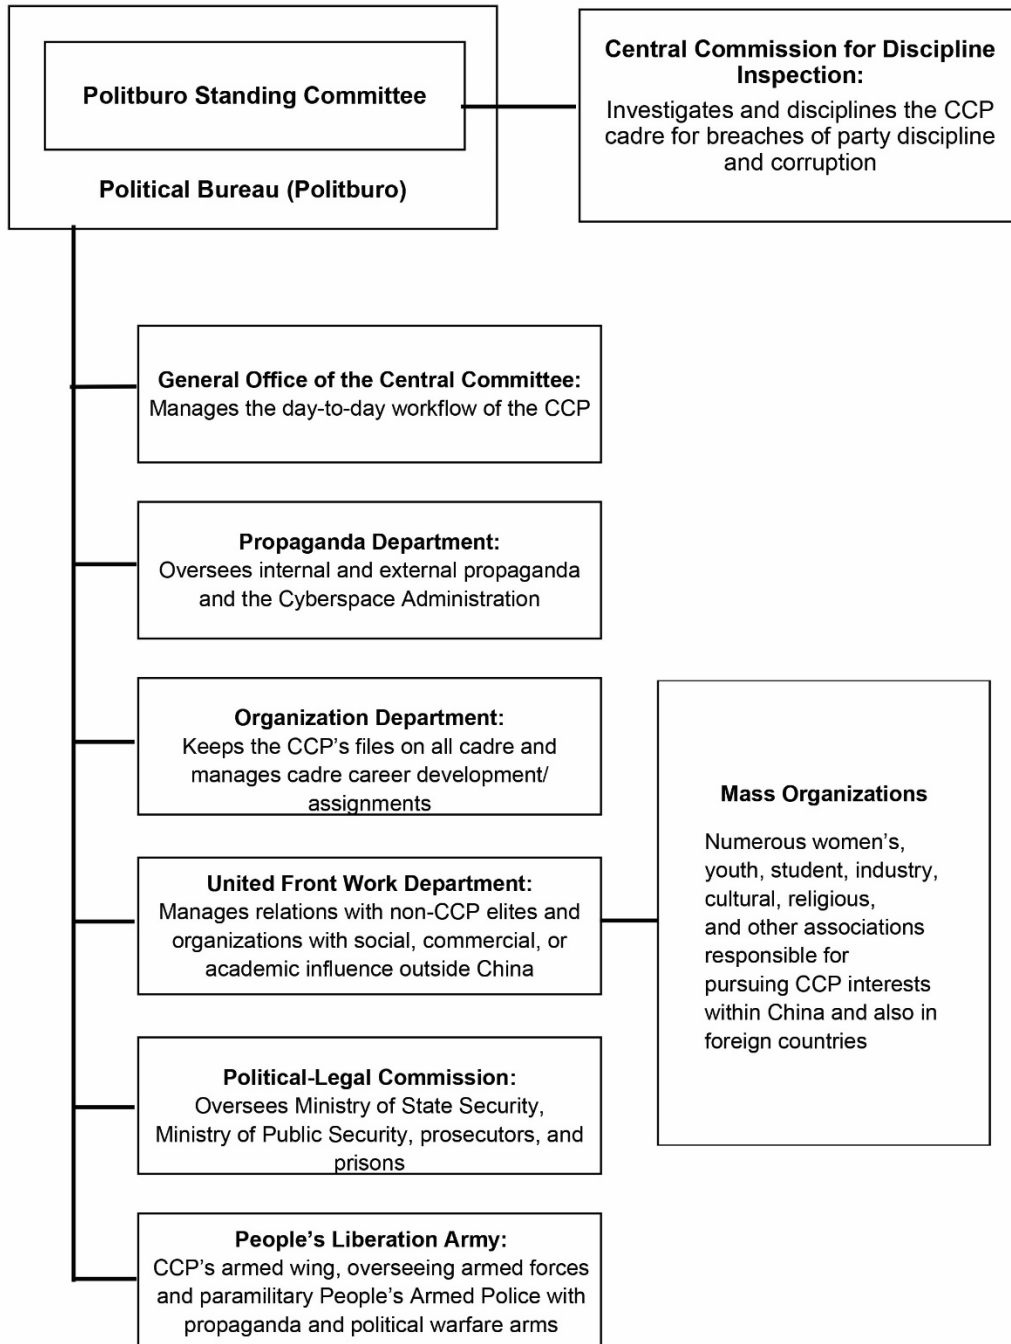 Politburo Standing Committee
Political Bureau (Politburo)
Central Commission for Discipline
Inspection:
Investigates and disciplines the CCP
cadre for breaches of party discipline
and corruption
General Office of the Central Committee:
Manages the day-to-day workflow of the CCP
Propaganda Department:
Oversees internal and external propaganda
and the Cyberspace Administration
Organization Department:
Keeps the CCP’s files on all cadre and
manages cadre career development/
assignments
United Front Work Department:
Manages relations with non-CCP elites and
organizations with social, commercial, or
academic influence outside China
Mass Organizations
Numerous women’s,
youth, student, industry,
cultural, religious,
and other associations
responsible for
pursuing CCP interests
within China and also in
foreign countries
Political-Legal Commission:
Oversees Ministry of State Security,
Ministry of Public Security, prosecutors, and
prisons
People’s Liberation Army:
CCP’s armed wing, overseeing armed forces
and paramilitary People’s Armed Police with
propaganda and political warfare arms